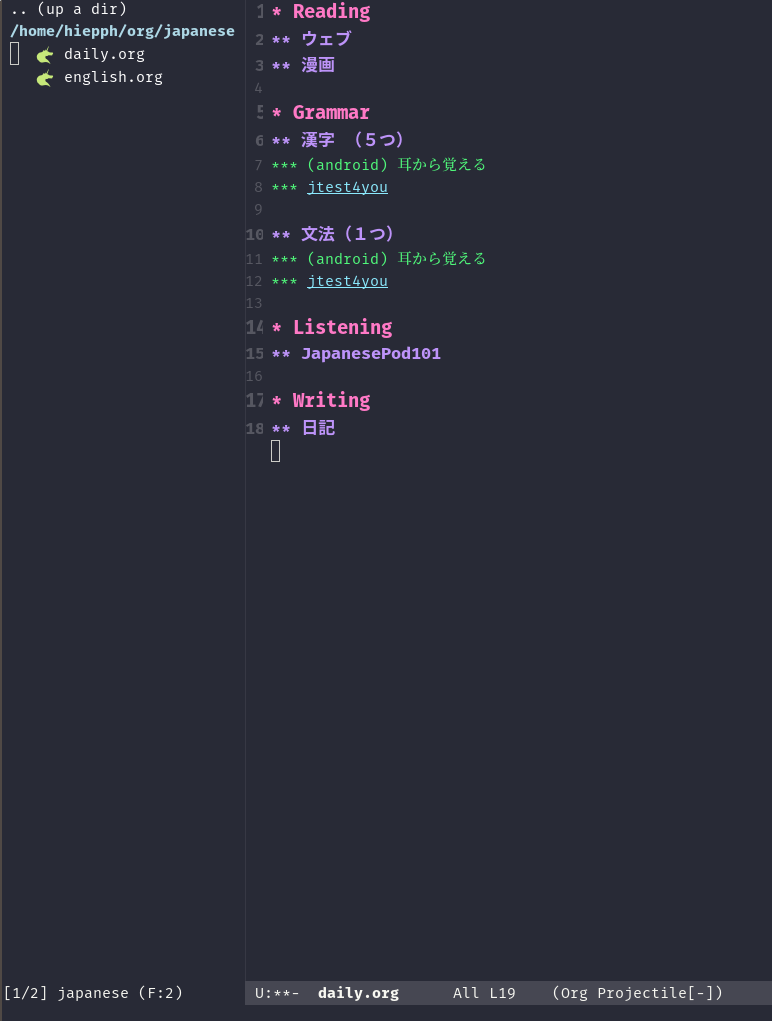 .. (up a dir)
/home/hiepph/org/japanese
daily.org
english.org
[1/2] japanese (F:2)
1 * Reading
2 ** ウェブ
3 ** 漫画
4
5 * Grammar
6 ** 漢字 （５つ）
7 *** (android) 耳から覚える
8 *** jtest4you
9
10 ** 文法（１つ）
11 *** (android) 耳から覚える
12 *** jtest4you
13
14 * Listening
15 ** JapanesePod101
16
17 * Writing
18 ** 日記
U:**- daily.org All L19 (Org Projectile[-])